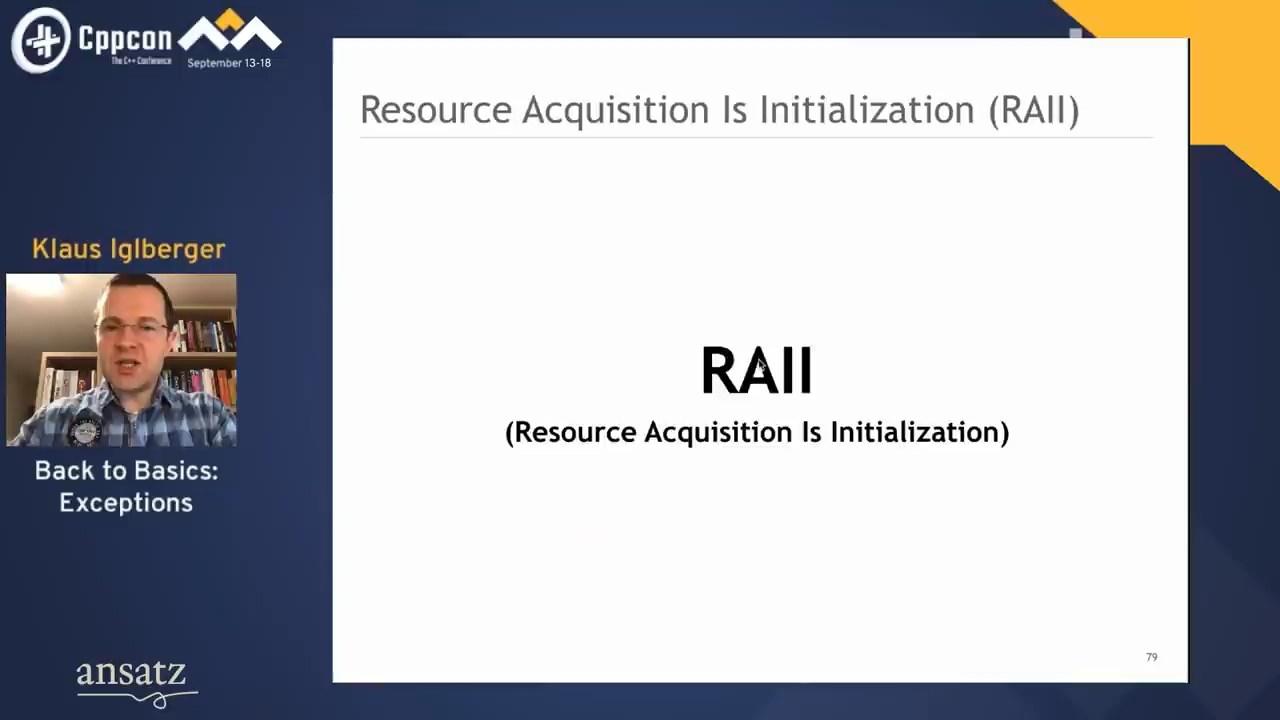 Cppcon
The C++ Conference
September 13-18
Resource Acquisition Is Initialization (RAII)
Klaus Iglberger
RAII
(Resource Acquisition Is Initialization)
Back to Basics:
Exceptions
ansatz
79